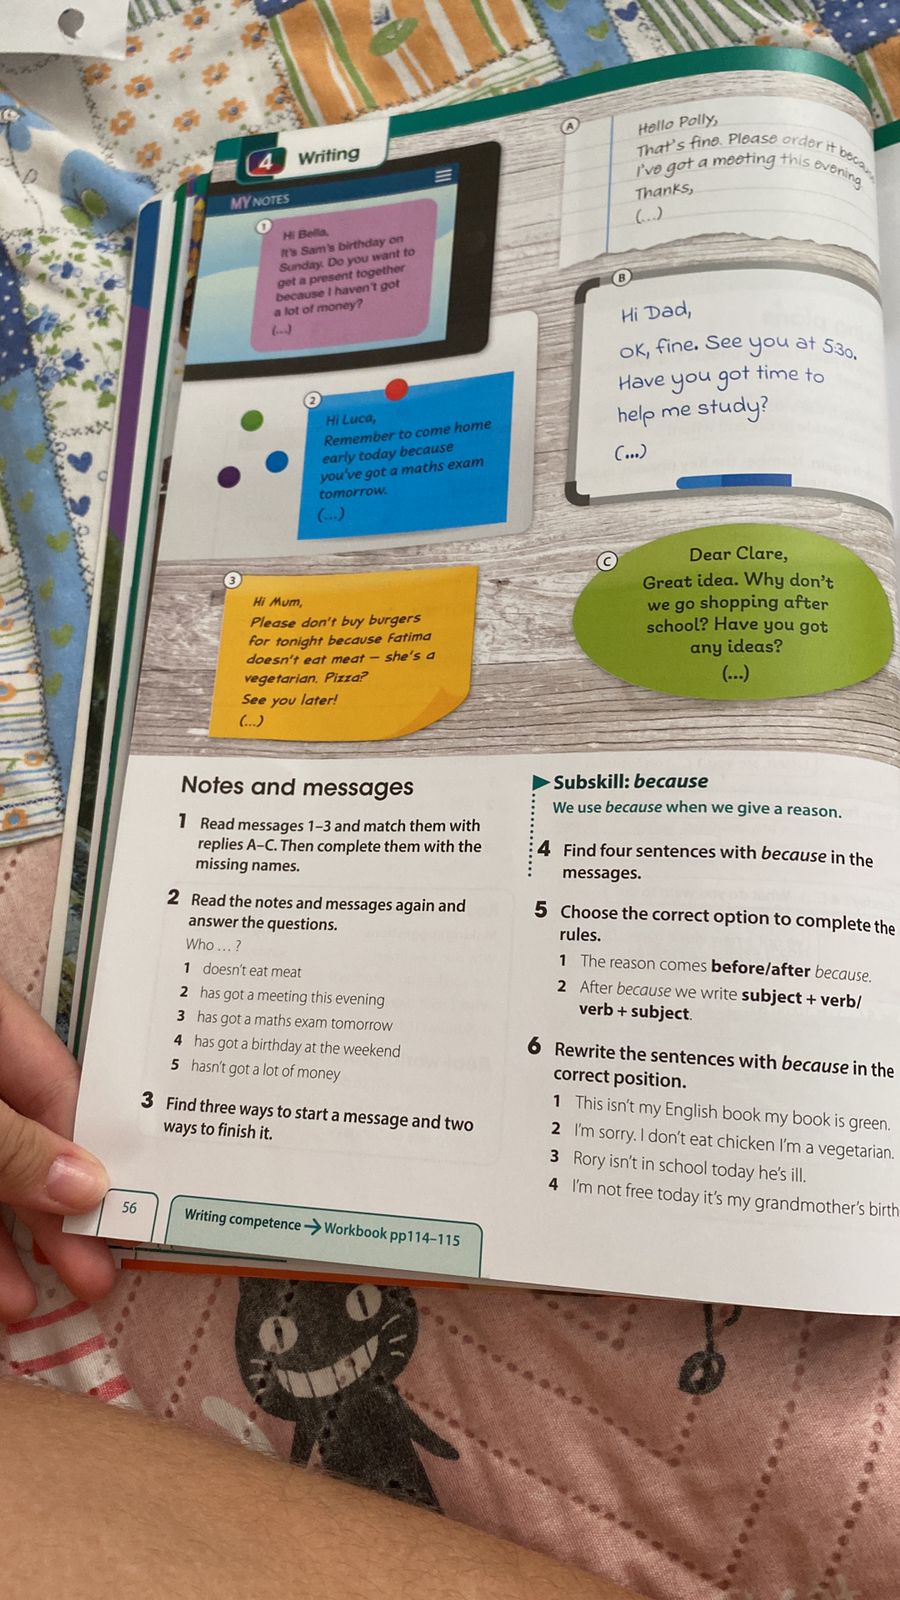 4 Writing
MY NOTES
1
Hi Bella,
It's Sam's birthday on
Sunday. Do you want to
get a present together
because I haven't got
a lot of money?
(...)
2
Hi Luca,
Remember to come home
early today because
you've got a maths exam
tomorrow.
(...)
3
Hi Mum,
Please don't buy burgers
for tonight because Fatima
doesn't eat meat – she's a
vegetarian. Pizza?
See you later!
(...)
A
Hello Polly,
That's fine. Please order it
I've got a meeting this evening.
Thanks,
(...)
B
Hi Dad,
OK, fine. See you at 5.30.
Have you got time to
help me study?
(...)
C
Dear Clare,
Great idea. Why don't
we go shopping after
school? Have you got
any ideas?
(...)
Notes and messages
1 Read messages 1–3 and match them with
replies A–C. Then complete them with the
missing names.
2 Read the notes and messages again and
answer the questions.
Who ... ?
1 doesn't eat meat
2 has got a meeting this evening
3 has got a maths exam tomorrow
4 has got a birthday at the weekend
5 hasn't got a lot of money
3 Find three ways to start a message and two
ways to finish it.
Subskill: because
We use because when we give a reason.
4 Find four sentences with because in the
messages.
5 Choose the correct option to complete the
rules.
1 The reason comes before/after because.
2 After because we write subject + verb/
verb + subject.
6 Rewrite the sentences with because in the
correct position.
1 This isn't my English book my book is green.
2 I'm sorry. I don't eat chicken I'm a vegetarian.
3 Rory isn't in school today he's ill.
4 I'm not free today it's my grandmother's birth
56
Writing competence → Workbook pp114–115